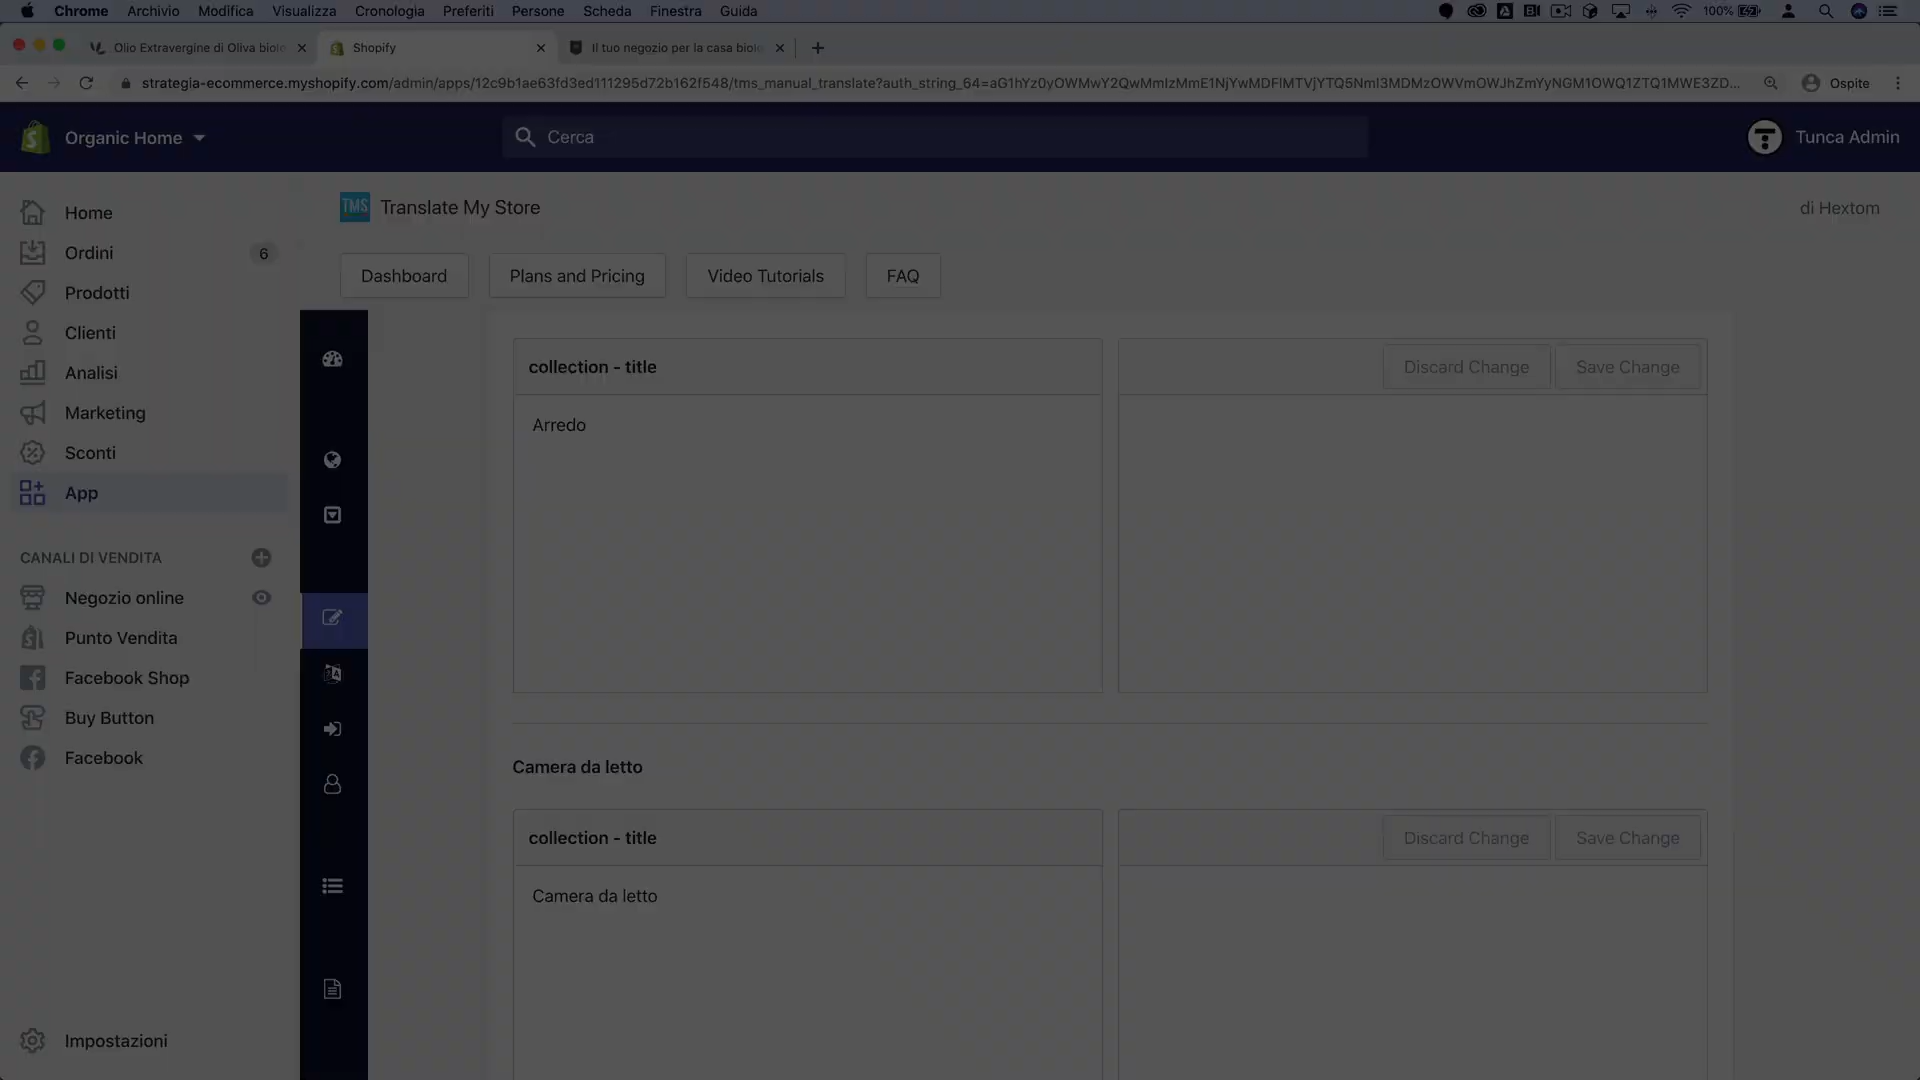 Chrome Archivio Modifica Visualizza Cronologia Preferiti Persone Scheda Finestra Guida 100%
Olio Extravergine di Oliva biolo Shopify Il tuo negozio per la casa biolo
strategia-ecommerce.myshopify.com/admin/apps/12c9b1ae63fd3ed111295d72b162f548/tms_manual_translate?auth_string_64= Ospite
Organic Home Cerca Tunca Admin
TMS Translate My Store di Hextom
Dashboard Plans and Pricing Video Tutorials FAQ
Home
Ordini 6
Prodotti
Clienti
Analisi
Marketing
Sconti
App
CANALI DI VENDITA
Negozio online
Punto Vendita
Facebook Shop
Buy Button
Facebook
Impostazioni
collection - title Discard Change Save Change
Arredo
Camera da letto
collection - title Discard Change Save Change
Camera da letto